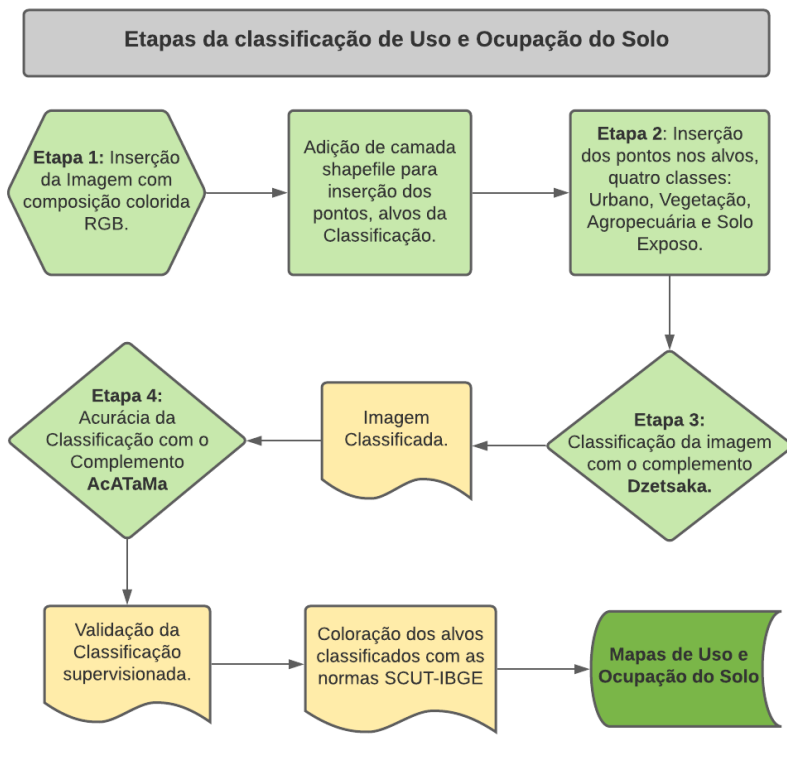 Etapas da classificação de Uso e Ocupação do Solo
Etapa 1: Inserção
da Imagem com
composição colorida
RGB.
Adição de camada
shapefile para
inserção dos
pontos, alvos da
Classificação.
Etapa 2: Inserção
dos pontos nos alvos,
quatro classes:
Urbano, Vegetação,
Agropecuária e Solo
Exposo.
Etapa 3:
Classificação da imagem
com o complemento
Dzetsaka.
Imagem
Classificada.
Etapa 4:
Acurácia da
Classificação com o
Complemento
AcATaMa
Validação da
Classificação
supervisionada.
Coloração dos alvos
classificados com as
normas SCUT-IBGE
Mapas de Uso e
Ocupação do Solo